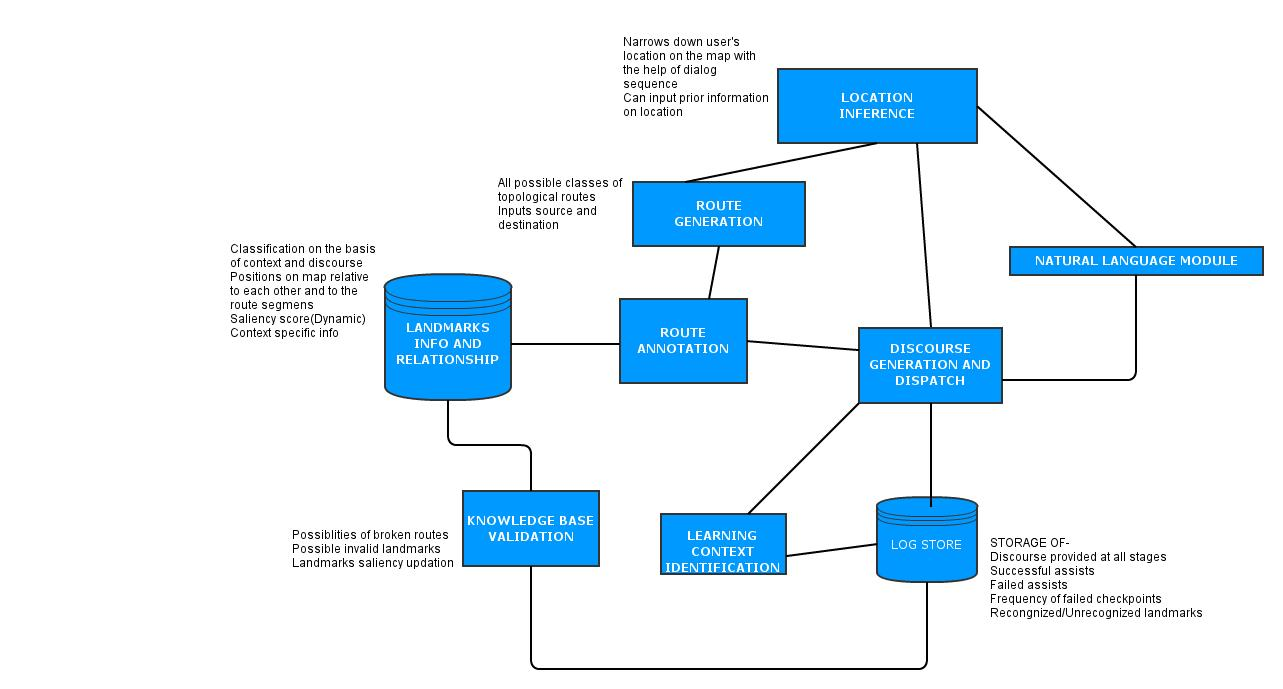 Narrows down user's
location on the map with
the help of dialog
sequence
Can input prior information
on location
LOCATION
INFERENCE
All possible classes of
topological routes
Inputs source and
destination
ROUTE
GENERATION
NATURAL LANGUAGE MODULE
Classification on the basis
of context and discourse
Positions on map relative
to each other and to the
route segmens
Saliency score(Dynamic)
Context specific info
LANDMARKS
INFO AND
RELATIONSHIP
ROUTE
ANNOTATION
DISCOURSE
GENERATION AND
DISPATCH
Possiblities of broken routes
Possible invalid landmarks
Landmarks saliency updation
KNOWLEDGE BASE
VALIDATION
LEARNING
CONTEXT
IDENTIFICATION
LOG STORE
STORAGE OF-
Discourse provided at all stages
Successful assists
Failed assists
Frequency of failed checkpoints
Recongnized/Unrecognized landmarks